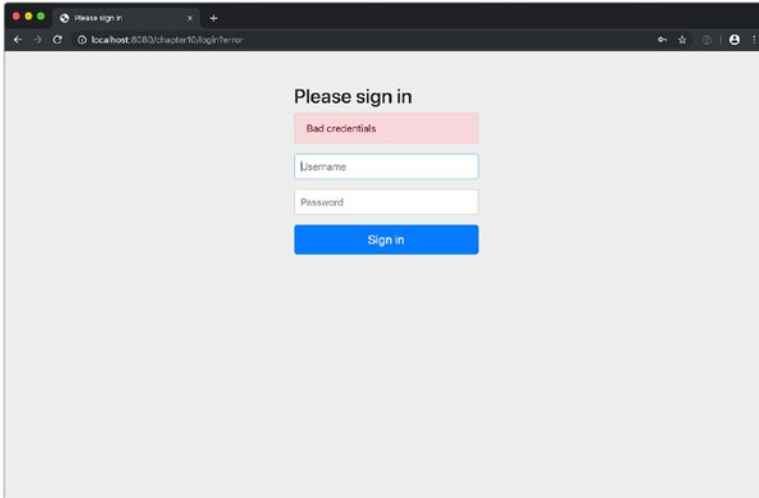 Please sign in
localhost:8080/chapter10/login?error
Please sign in
Bad credentials
Username
Password
Sign in